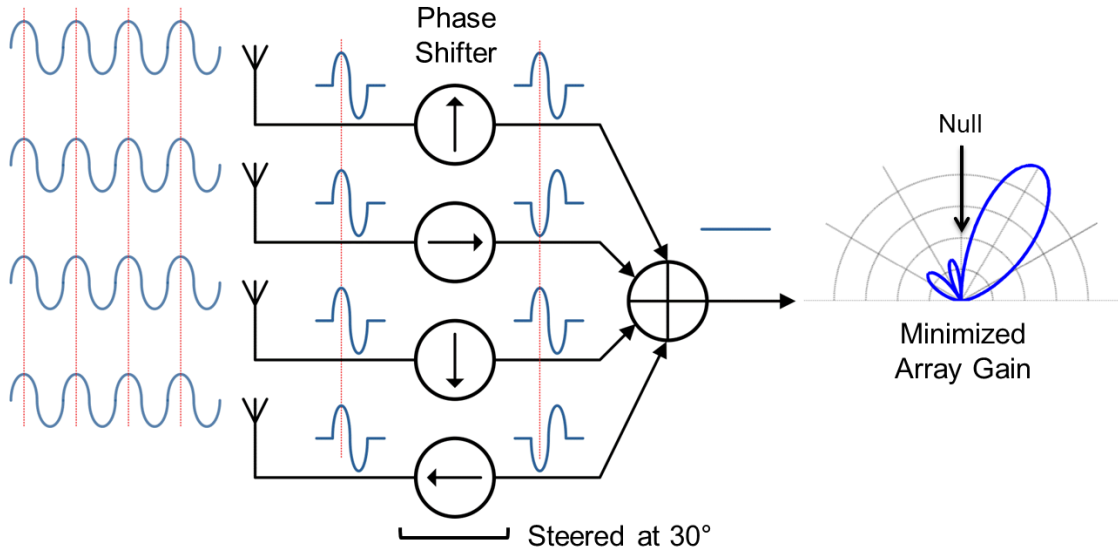 Phase
Shifter
Null
Minimized
Array Gain
Steered at 30°